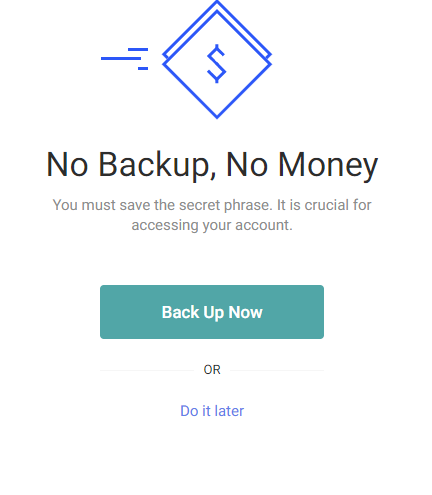 $
No Backup, No Money
You must save the secret phrase. It is crucial for
accessing your account.
Back Up Now
OR
Do it later